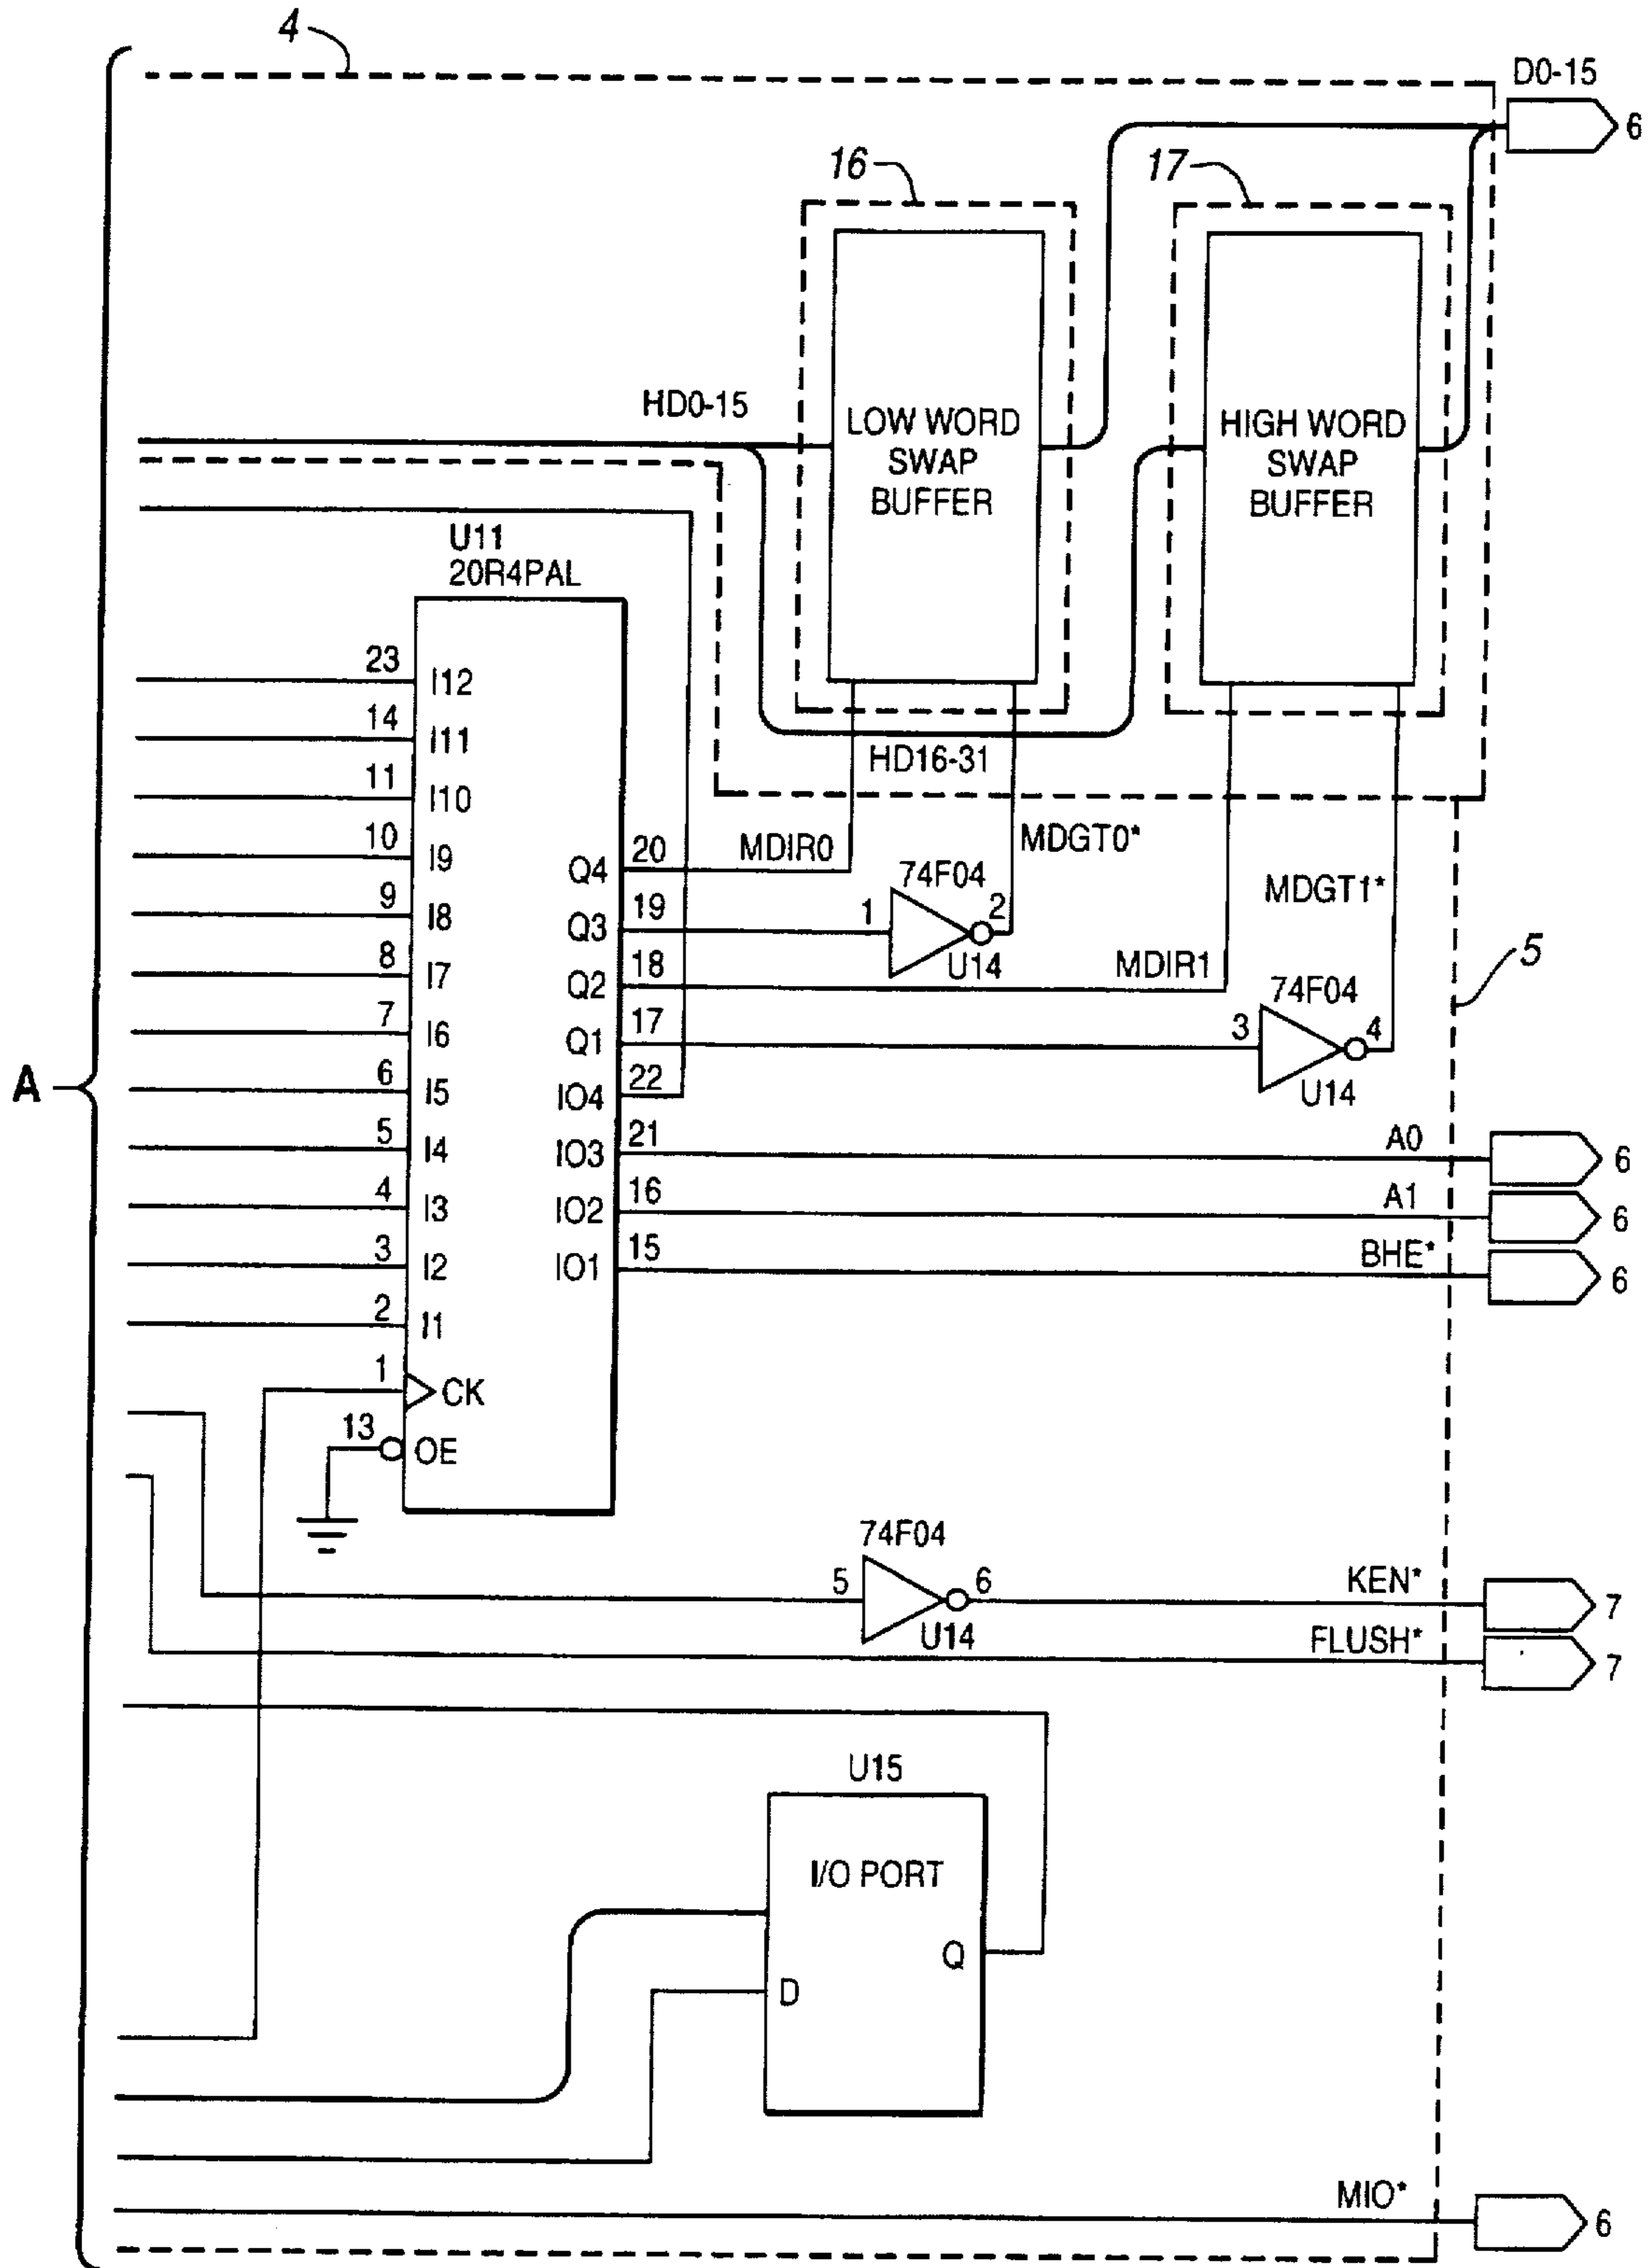 4
D0-15
6
16
17
HD0-15
LOW WORD
SWAP
BUFFER
HIGH WORD
SWAP
BUFFER
U11
20R4PAL
23
I12
14
I11
11
I10
HD16-31
10
I9
Q4
20
MDIR0
MDGT0*
9
I8
Q3
19
1
74F04
2
U14
MDGT1*
8
I7
Q2
18
MDIR1
5
7
I6
Q1
17
3
74F04
4
U14
A
6
I5
IO4
22
5
I4
IO3
21
A0
6
4
I3
IO2
16
A1
6
3
I2
IO1
15
BHE*
6
2
I1
1
CK
13
OE
74F04
5
6
U14
KEN*
7
FLUSH*
7
U15
I/O PORT
Q
D
MIO*
6